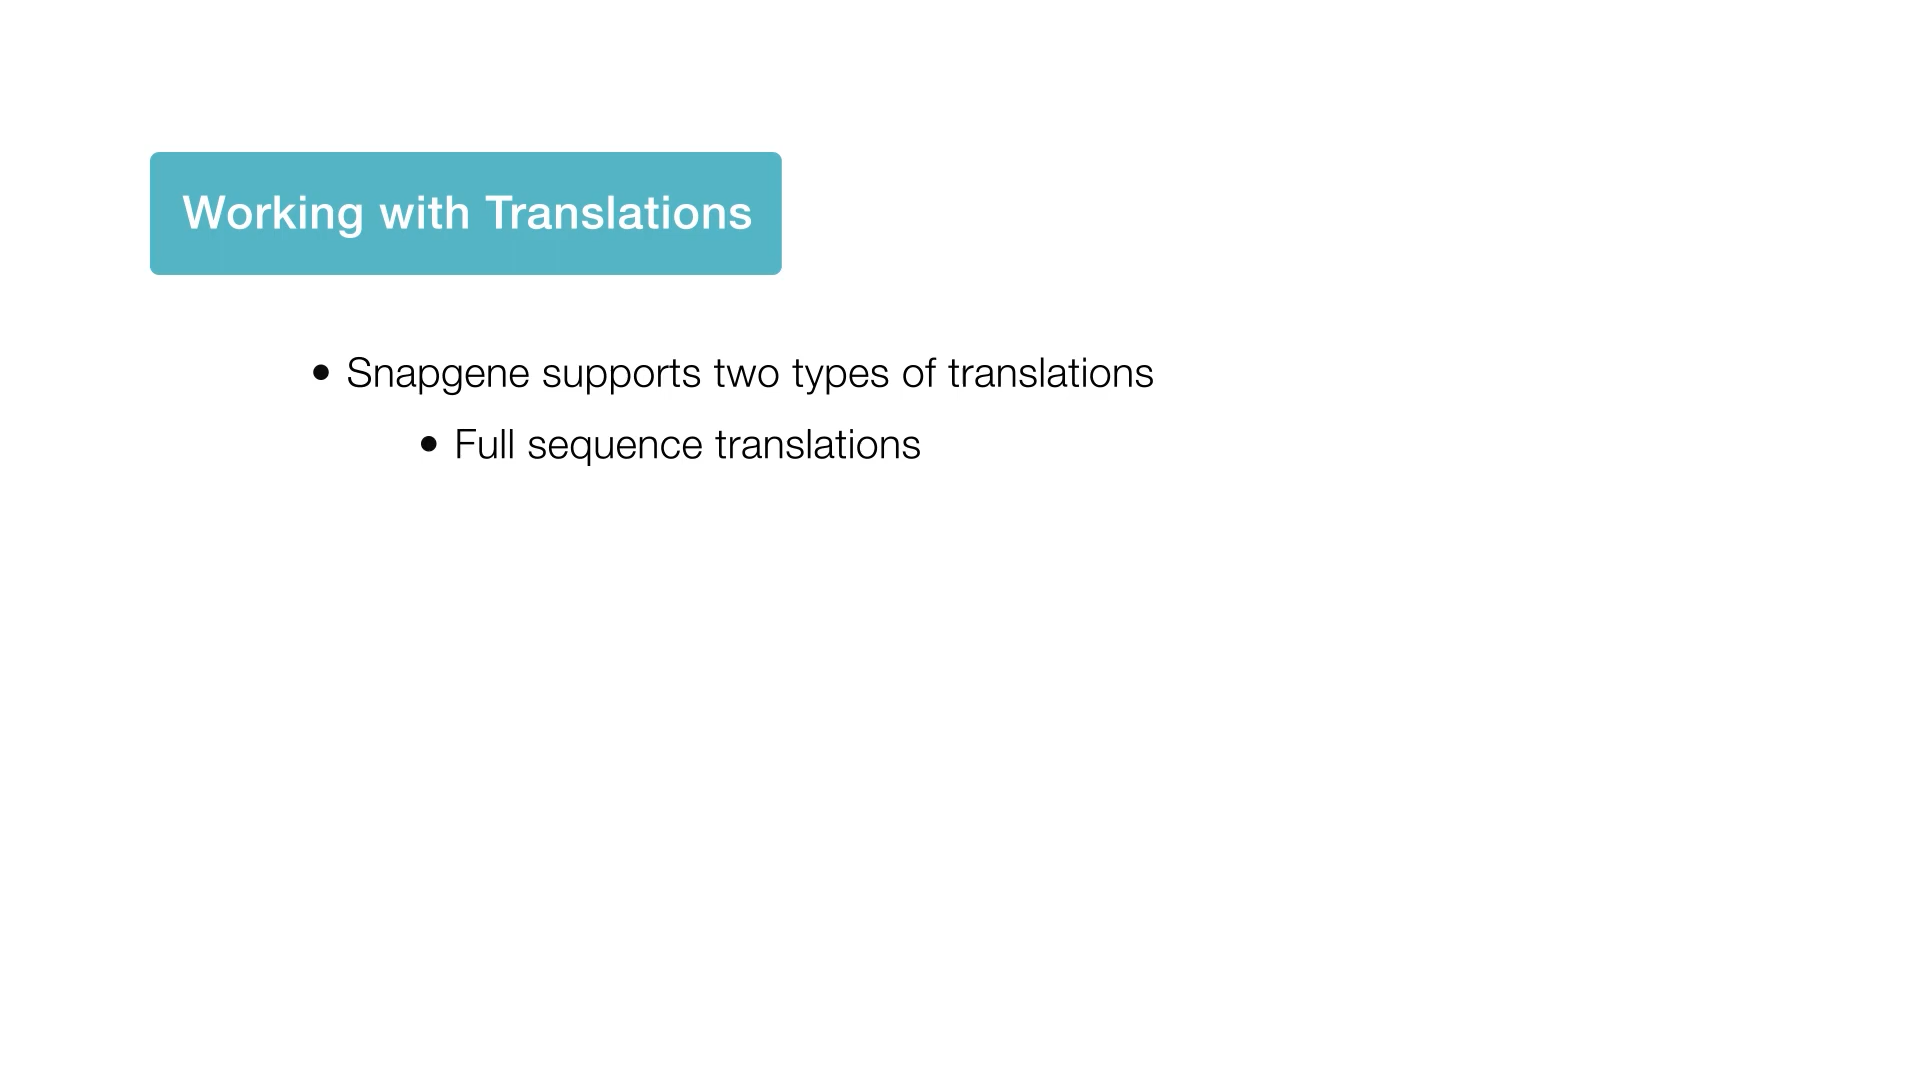 Working with Translations
• Snapgene supports two types of translations
• Full sequence translations